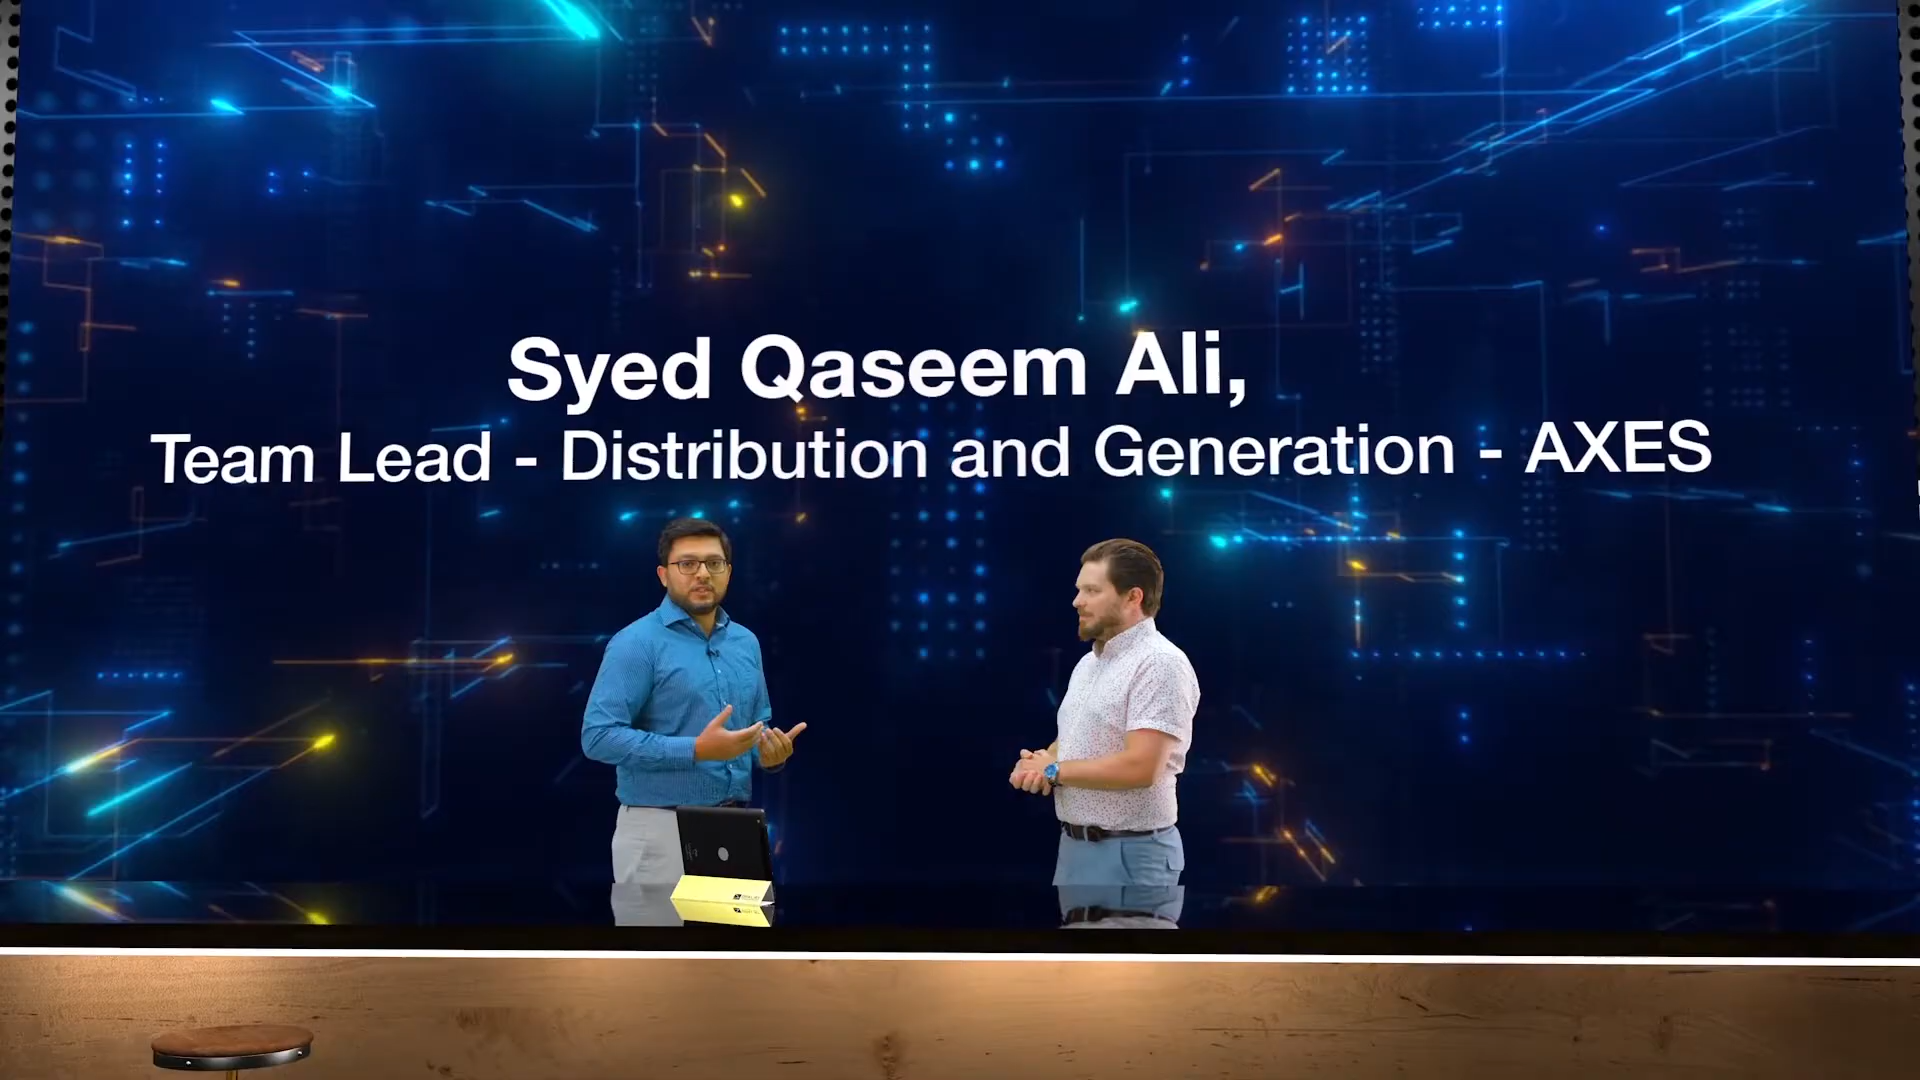 Syed Qaseem Ali,
Team Lead - Distribution and Generation - AXES